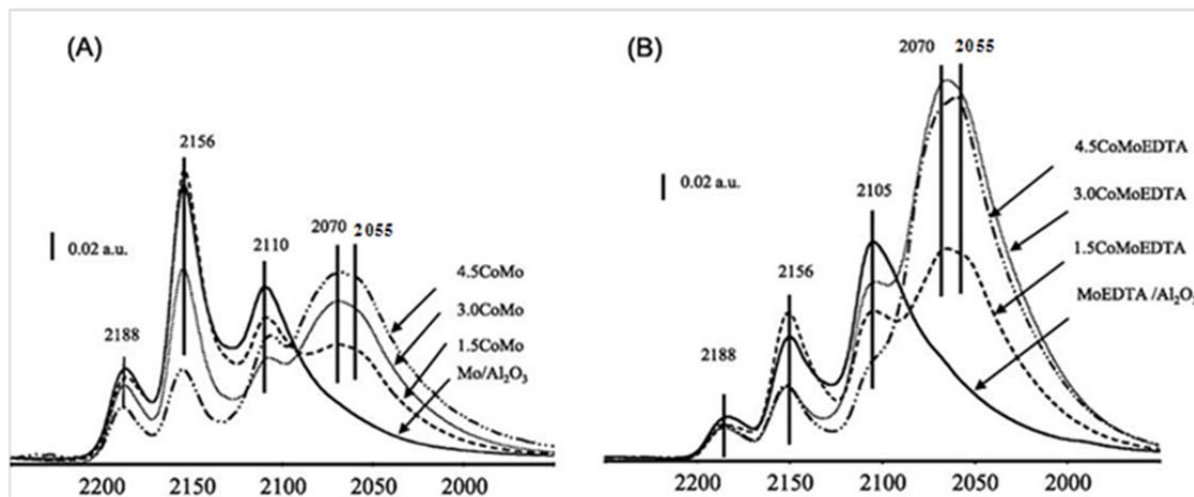 (A)
2156
2188
2110
2070
2055
0.02 a.u.
4.5CoMo
3.0CoMo
1.5CoMo
Mo/Al₂O₃
2200
2150
2100
2050
2000
(B)
2070
2055
0.02 a.u.
2105
2156
2188
4.5CoMoEDTA
3.0CoMoEDTA
1.5CoMoEDTA
MoEDTA /Al₂O
2200
2150
2100
2050
2000